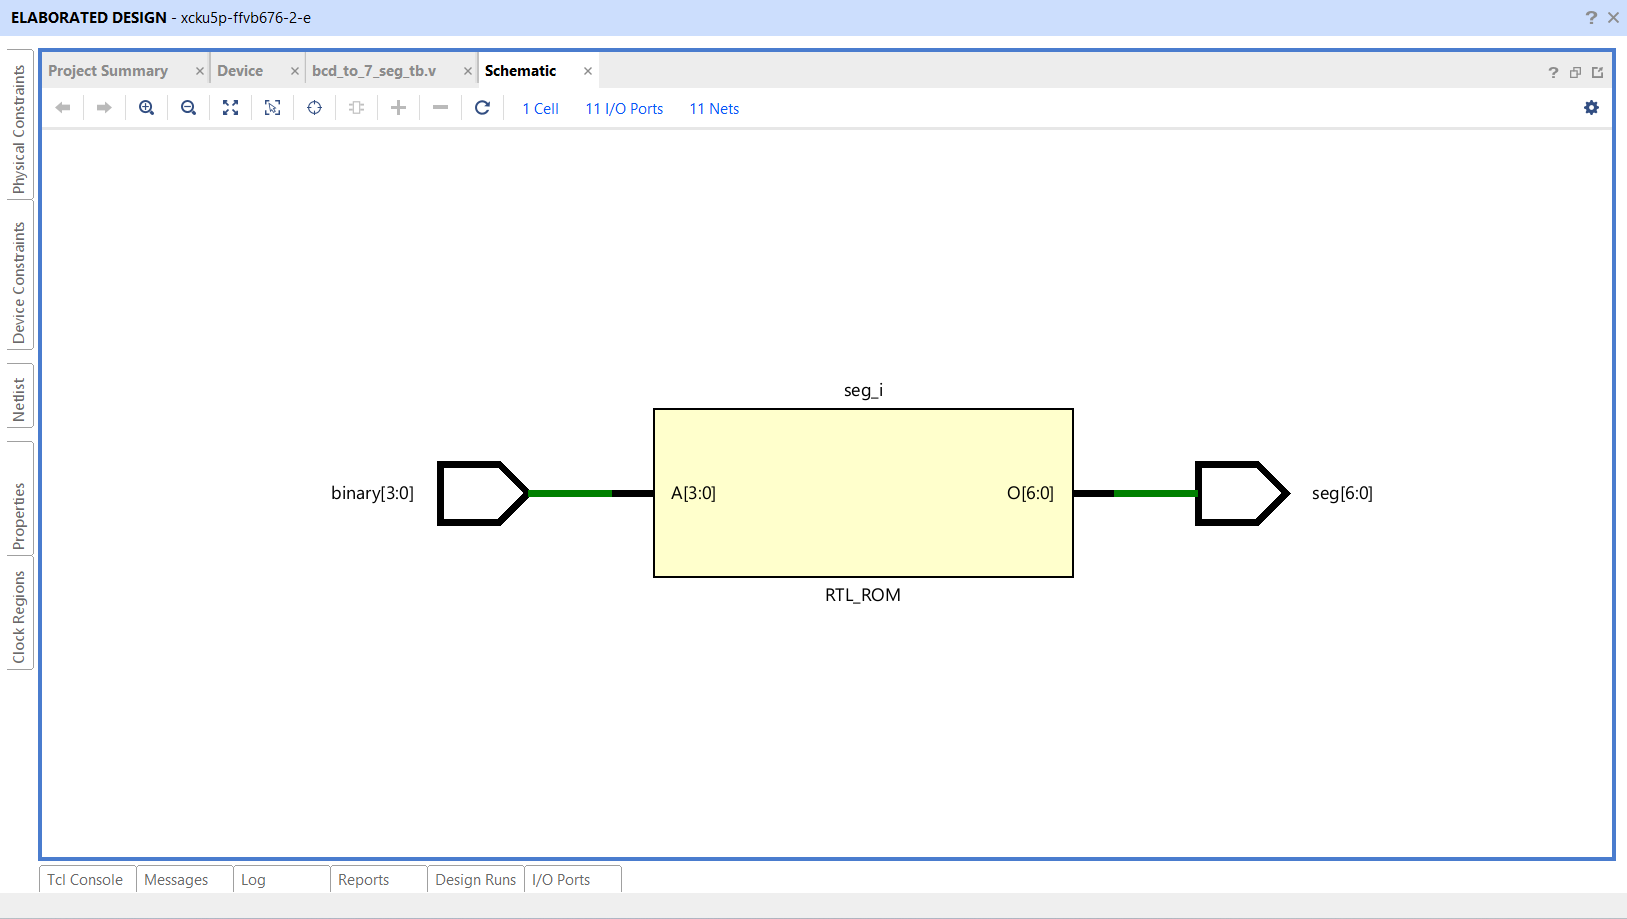 ELABORATED DESIGN - xcku5p-ffvb676-2-e
Physical Constraints
Device Constraints
Netlist
Properties
Clock Regions
Project Summary
Device
bcd_to_7_seg_tb.v
Schematic
1 Cell
11 I/O Ports
11 Nets
seg_i
binary[3:0]
A[3:0]
O[6:0]
seg[6:0]
RTL_ROM
Tcl Console
Messages
Log
Reports
Design Runs
I/O Ports